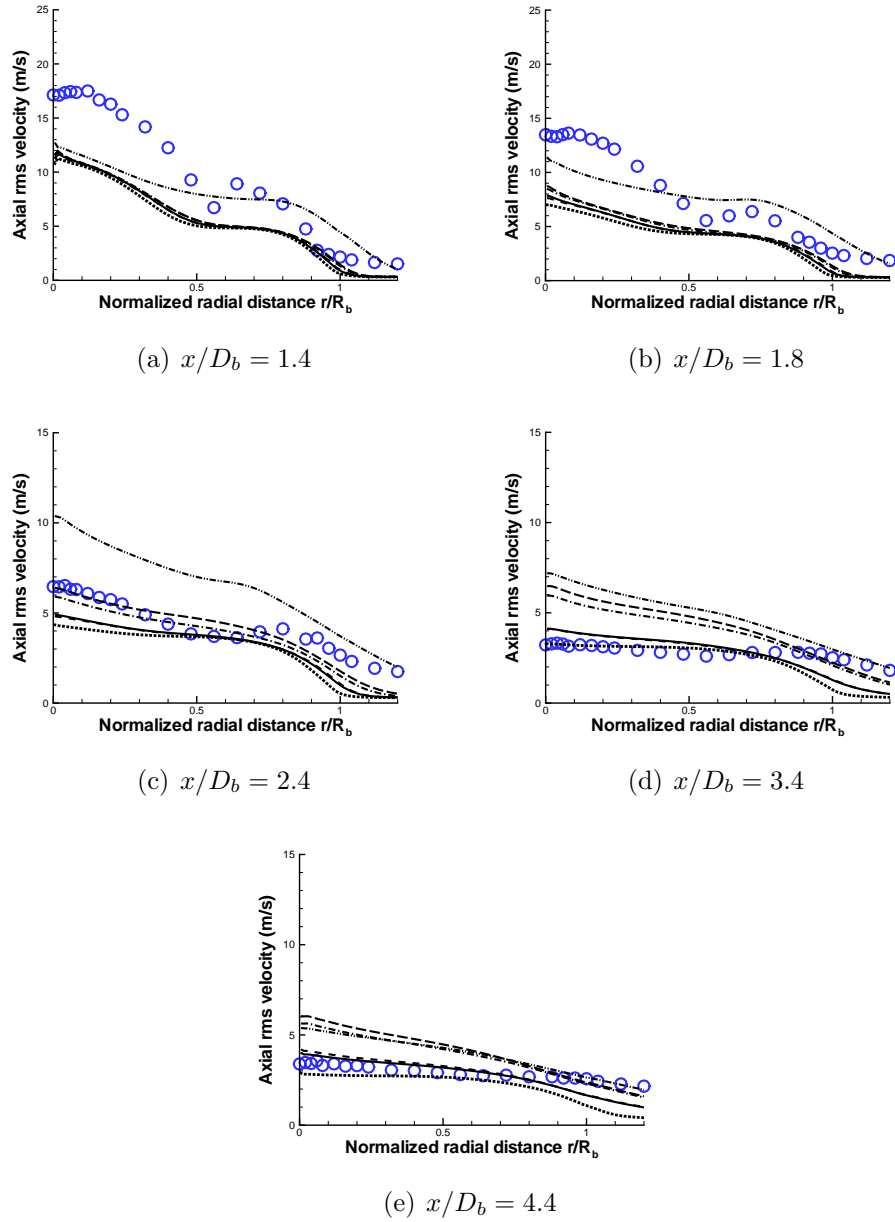 25
20
15
10
5
0
Axial rms velocity (m/s)
0 0.5 1
Normalized radial distance r/R_b
(a) x/D_b = 1.4
25
20
15
10
5
0
Axial rms velocity (m/s)
0 0.5 1
Normalized radial distance r/R_b
(b) x/D_b = 1.8
15
10
5
0
Axial rms velocity (m/s)
0 0.5 1
Normalized radial distance r/R_b
(c) x/D_b = 2.4
15
10
5
0
Axial rms velocity (m/s)
0 0.5 1
Normalized radial distance r/R_b
(d) x/D_b = 3.4
15
10
5
0
Axial rms velocity (m/s)
0 0.5 1
Normalized radial distance r/R_b
(e) x/D_b = 4.4